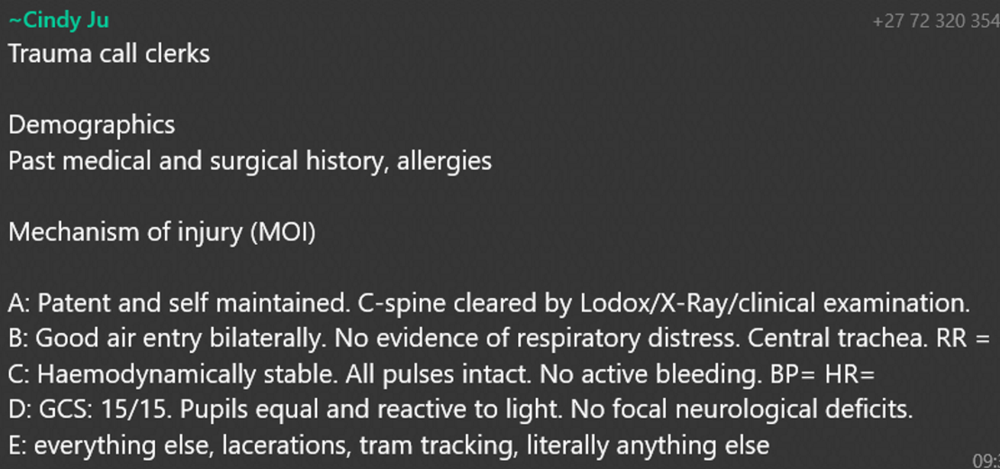 ~Cindy Ju +27 72 320 354
Trauma call clerks
Demographics
Past medical and surgical history, allergies
Mechanism of injury (MOI)
A: Patent and self maintained. C-spine cleared by Lodox/X-Ray/clinical examination.
B: Good air entry bilaterally. No evidence of respiratory distress. Central trachea. RR =
C: Haemodynamically stable. All pulses intact. No active bleeding. BP= HR=
D: GCS: 15/15. Pupils equal and reactive to light. No focal neurological deficits.
E: everything else, lacerations, tram tracking, literally anything else
09: